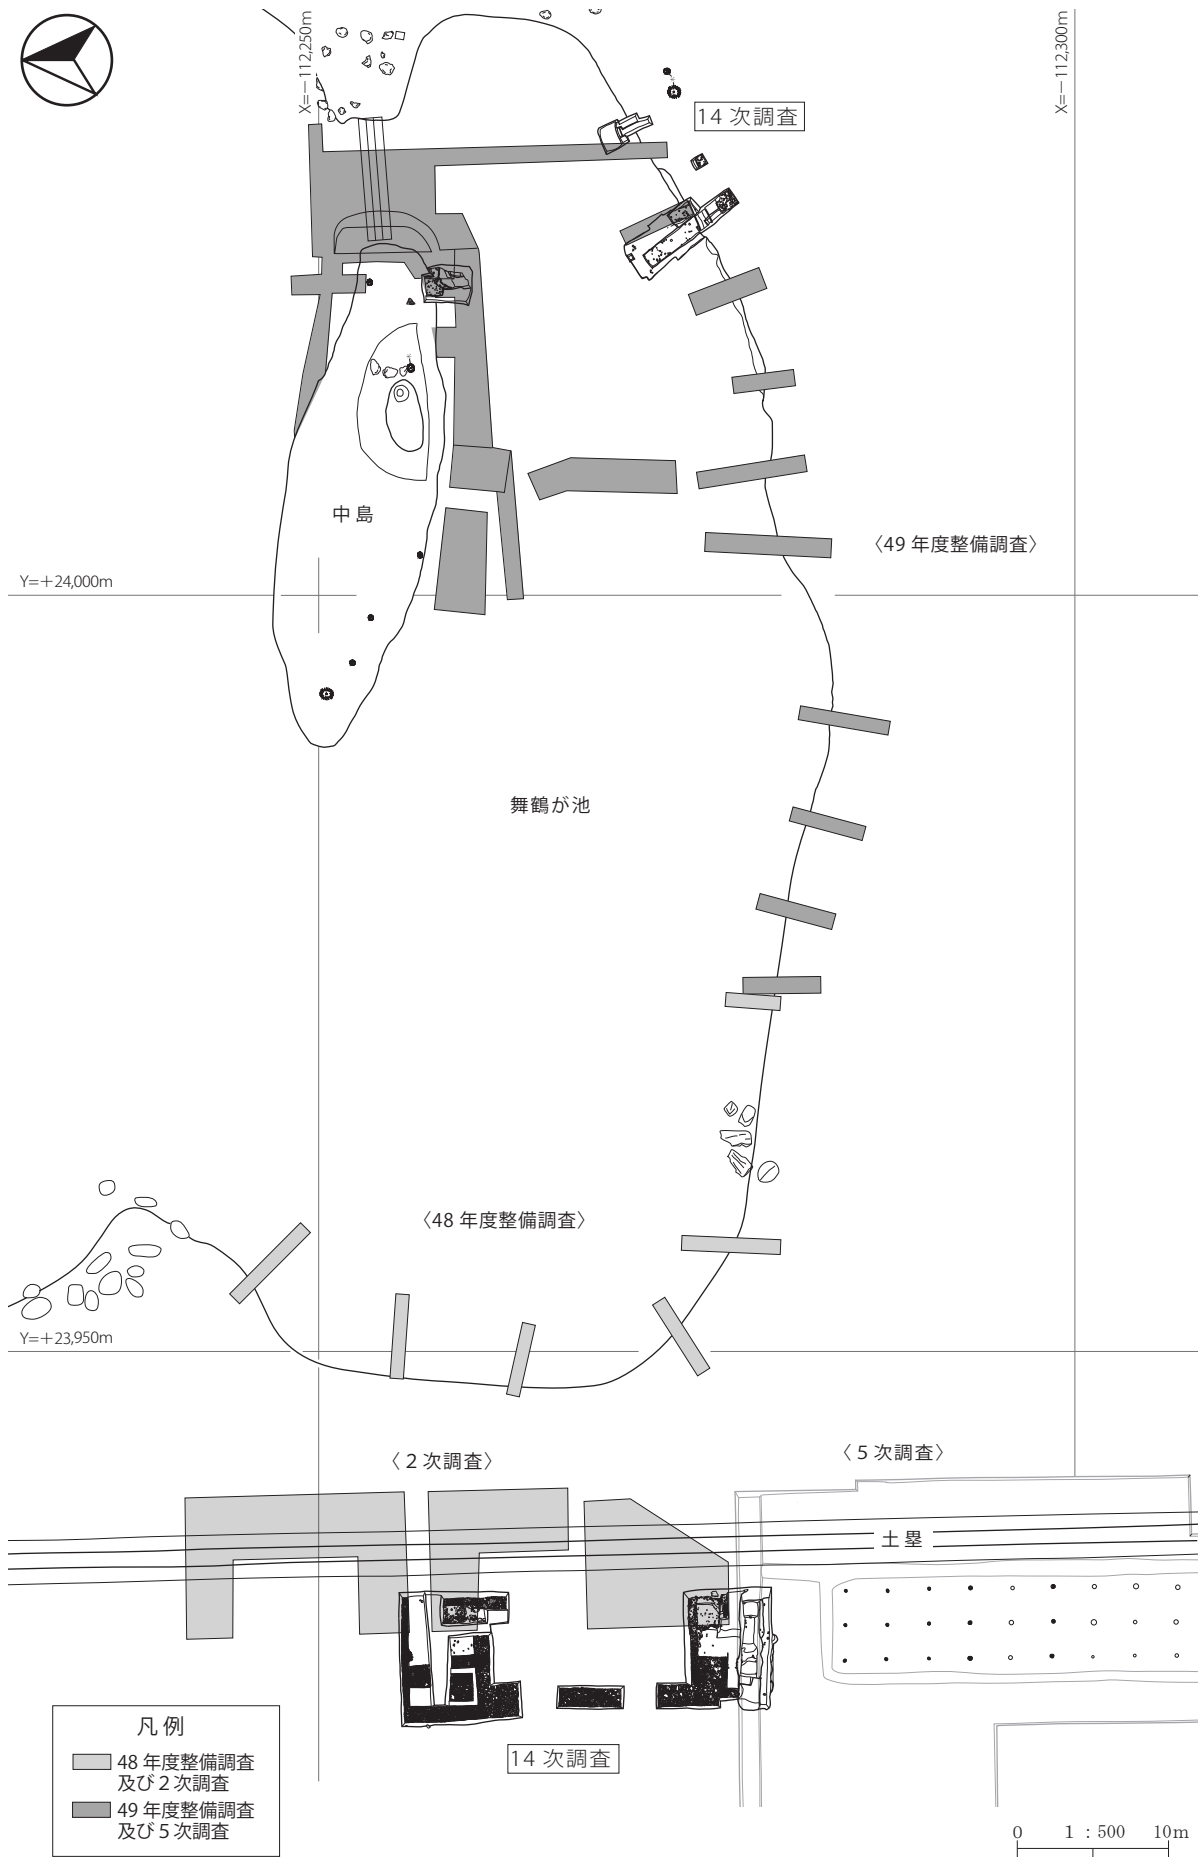 X=－112,250m
X=－112,300m
14 次調査
中島
〈49 年度整備調査〉
Y=＋24,000m
舞鶴が池
〈48 年度整備調査〉
Y=＋23,950m
〈２次調査〉
〈５次調査〉
土塁
14 次調査
凡例
48 年度整備調査
及び２次調査
49 年度整備調査
及び５次調査
0 1：500 10m